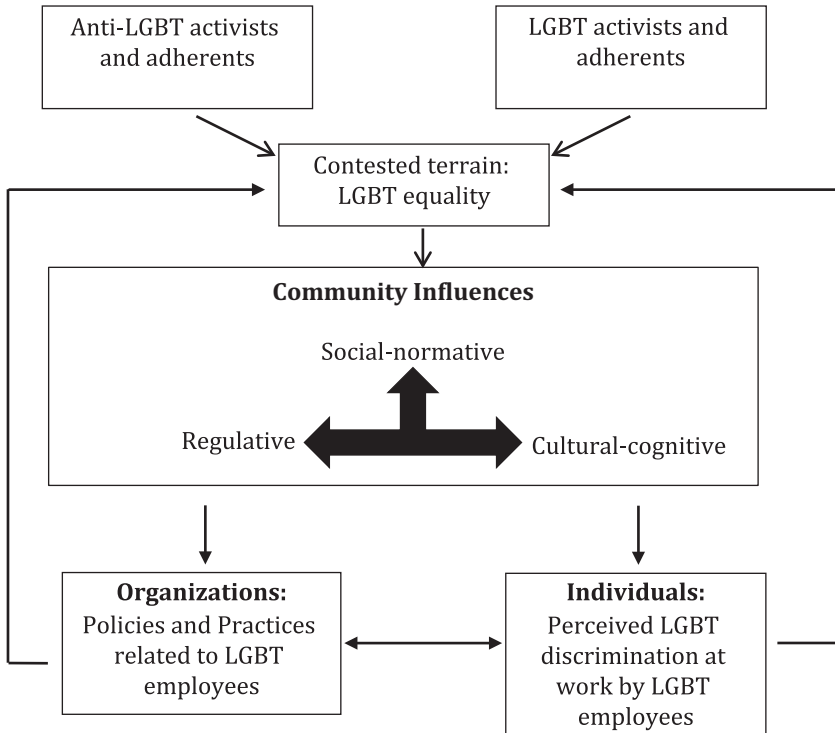 Anti-LGBT activists
and adherents
LGBT activists and
adherents
Contested terrain:
LGBT equality
Community Influences
Social-normative
Regulative
Cultural-cognitive
Organizations:
Policies and Practices
related to LGBT
employees
Individuals:
Perceived LGBT
discrimination at
work by LGBT
employees